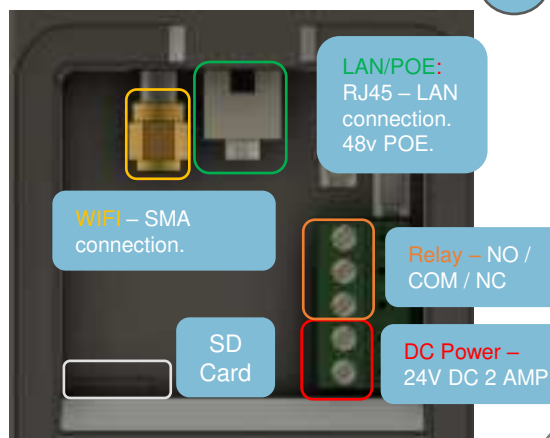 LAN/POE:
RJ45 – LAN
connection.
48v POE.
WIFI – SMA
connection.
Relay – NO /
COM / NC
SD
Card
DC Power –
24V DC 2 AMP